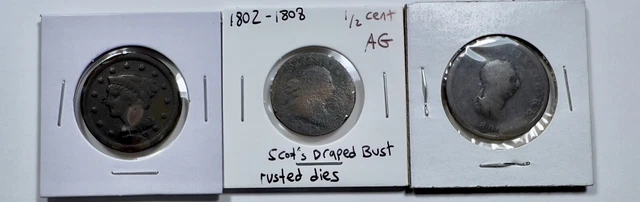 1802-1808 1/2 cent
AG
Scott's Draped Bust
rusted dies